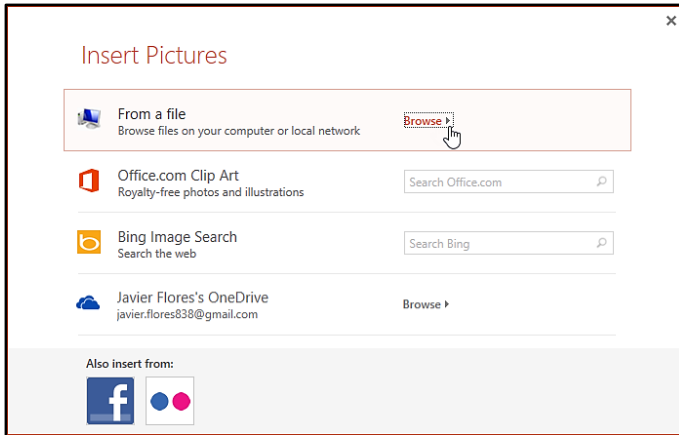 Insert Pictures
From a file
Browse files on your computer or local network
Browse
Office.com Clip Art
Royalty-free photos and illustrations
Search Office.com
Bing Image Search
Search the web
Search Bing
Javier Flores's OneDrive
javier.flores838@gmail.com
Browse
Also insert from:
f